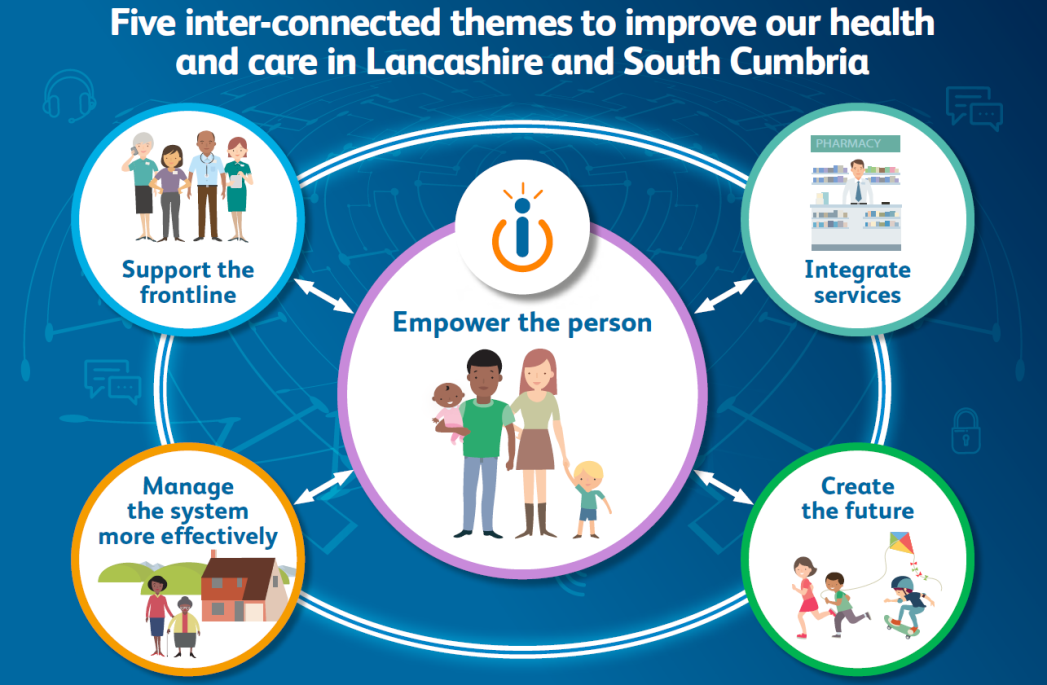 Five inter-connected themes to improve our health
and care in Lancashire and South Cumbria
PHARMACY
Support the
frontline
Integrate
services
Empower the person
Manage
the system
more effectively
Create
the future